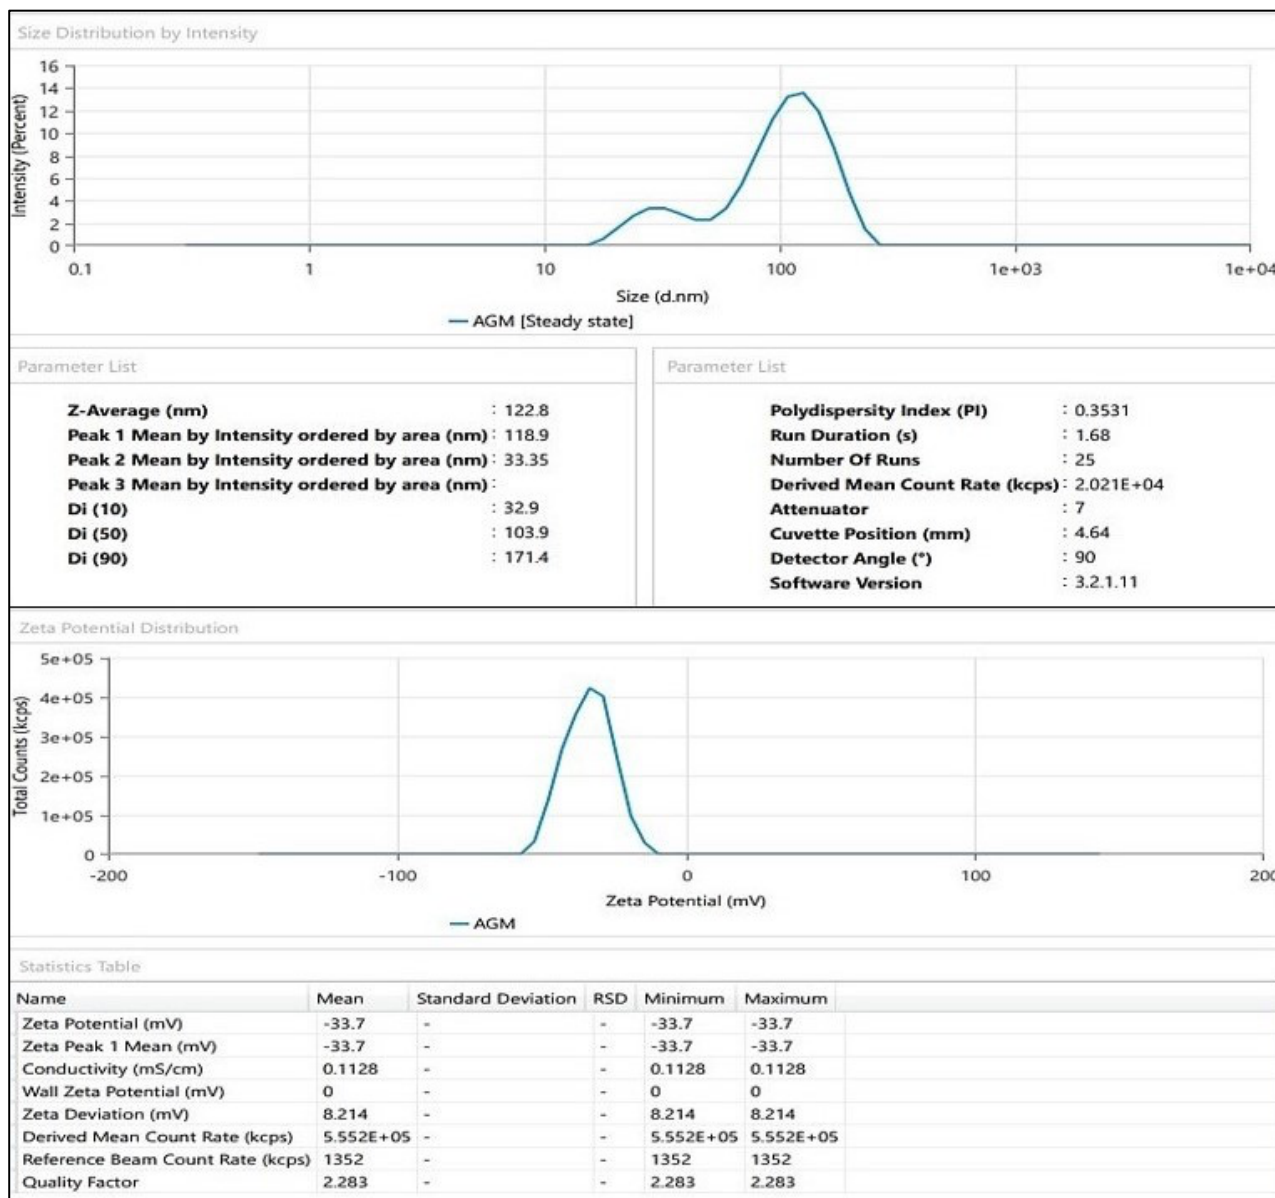 Size Distribution by Intensity
16
14
12
10
8
6
4
2
0
Intensity (Percent)
0.1 1 10 100 1e+03 1e+04
Size (d.nm)
AGM [Steady state]
Parameter List
Z-Average (nm) : 122.8
Peak 1 Mean by Intensity ordered by area (nm) : 118.9
Peak 2 Mean by Intensity ordered by area (nm) : 33.35
Peak 3 Mean by Intensity ordered by area (nm) :
Di (10) : 32.9
Di (50) : 103.9
Di (90) : 171.4
Parameter List
Polydispersity Index (PI) : 0.3531
Run Duration (s) : 1.68
Number Of Runs : 25
Derived Mean Count Rate (kcps) : 2.021E+04
Attenuator : 7
Cuvette Position (mm) : 4.64
Detector Angle (°) : 90
Software Version : 3.2.1.11
Zeta Potential Distribution
5e+05
4e+05
3e+05
2e+05
1e+05
0
Total Counts (kcps)
-200 -100 0 100 200
Zeta Potential (mV)
AGM
Statistics Table
Name Mean Standard Deviation RSD Minimum Maximum
Zeta Potential (mV) -33.7 - - -33.7 -33.7
Zeta Peak 1 Mean (mV) -33.7 - - -33.7 -33.7
Conductivity (mS/cm) 0.1128 - - 0.1128 0.1128
Wall Zeta Potential (mV) 0 - - 0 0
Zeta Deviation (mV) 8.214 - - 8.214 8.214
Derived Mean Count Rate (kcps) 5.552E+05 - - 5.552E+05 5.552E+05
Reference Beam Count Rate (kcps) 1352 - - 1352 1352
Quality Factor 2.283 - - 2.283 2.283